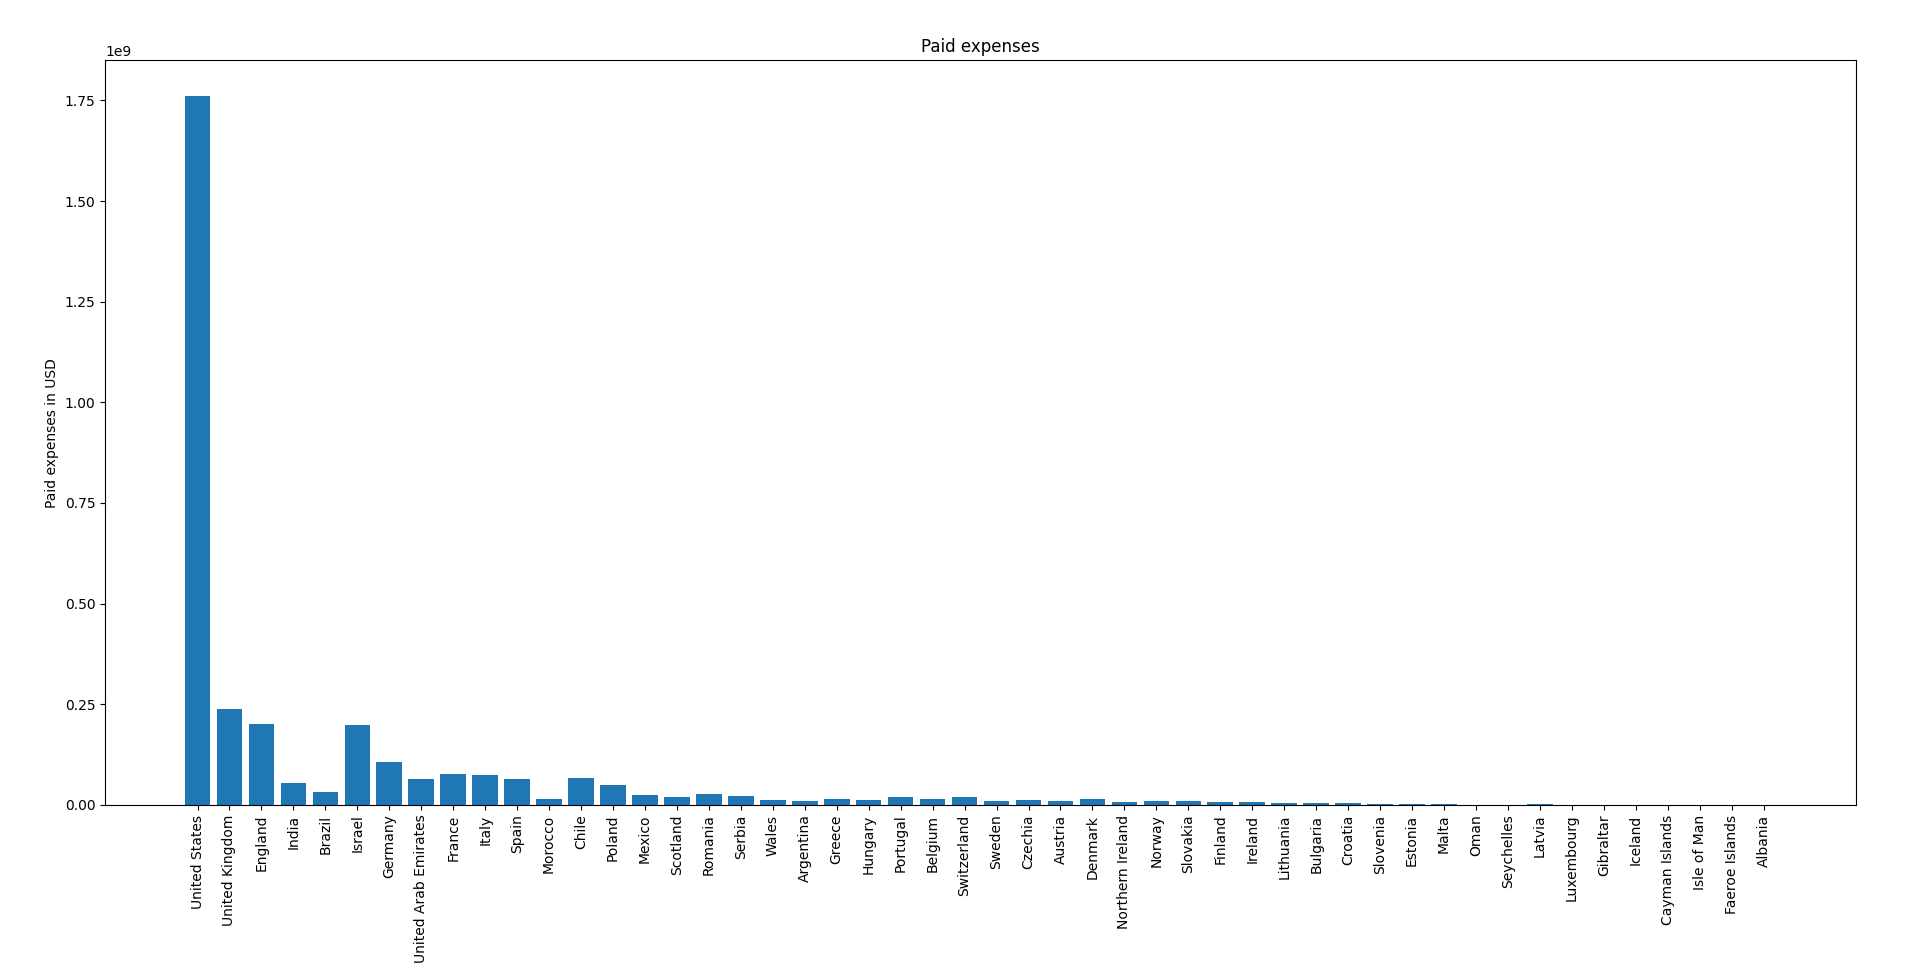 Paid expenses
1e9
1.75
1.50
1.25
1.00
0.75
0.50
0.25
0.00
Paid expenses in USD
United States
United Kingdom
England
India
Brazil
Israel
Germany
United Arab Emirates
France
Italy
Spain
Morocco
Chile
Poland
Mexico
Scotland
Romania
Serbia
Wales
Argentina
Greece
Hungary
Portugal
Belgium
Switzerland
Sweden
Czechia
Austria
Denmark
Northern Ireland
Norway
Slovakia
Finland
Ireland
Lithuania
Bulgaria
Croatia
Slovenia
Estonia
Malta
Oman
Seychelles
Latvia
Luxembourg
Gibraltar
Iceland
Cayman Islands
Isle of Man
Faeroe Islands
Albania